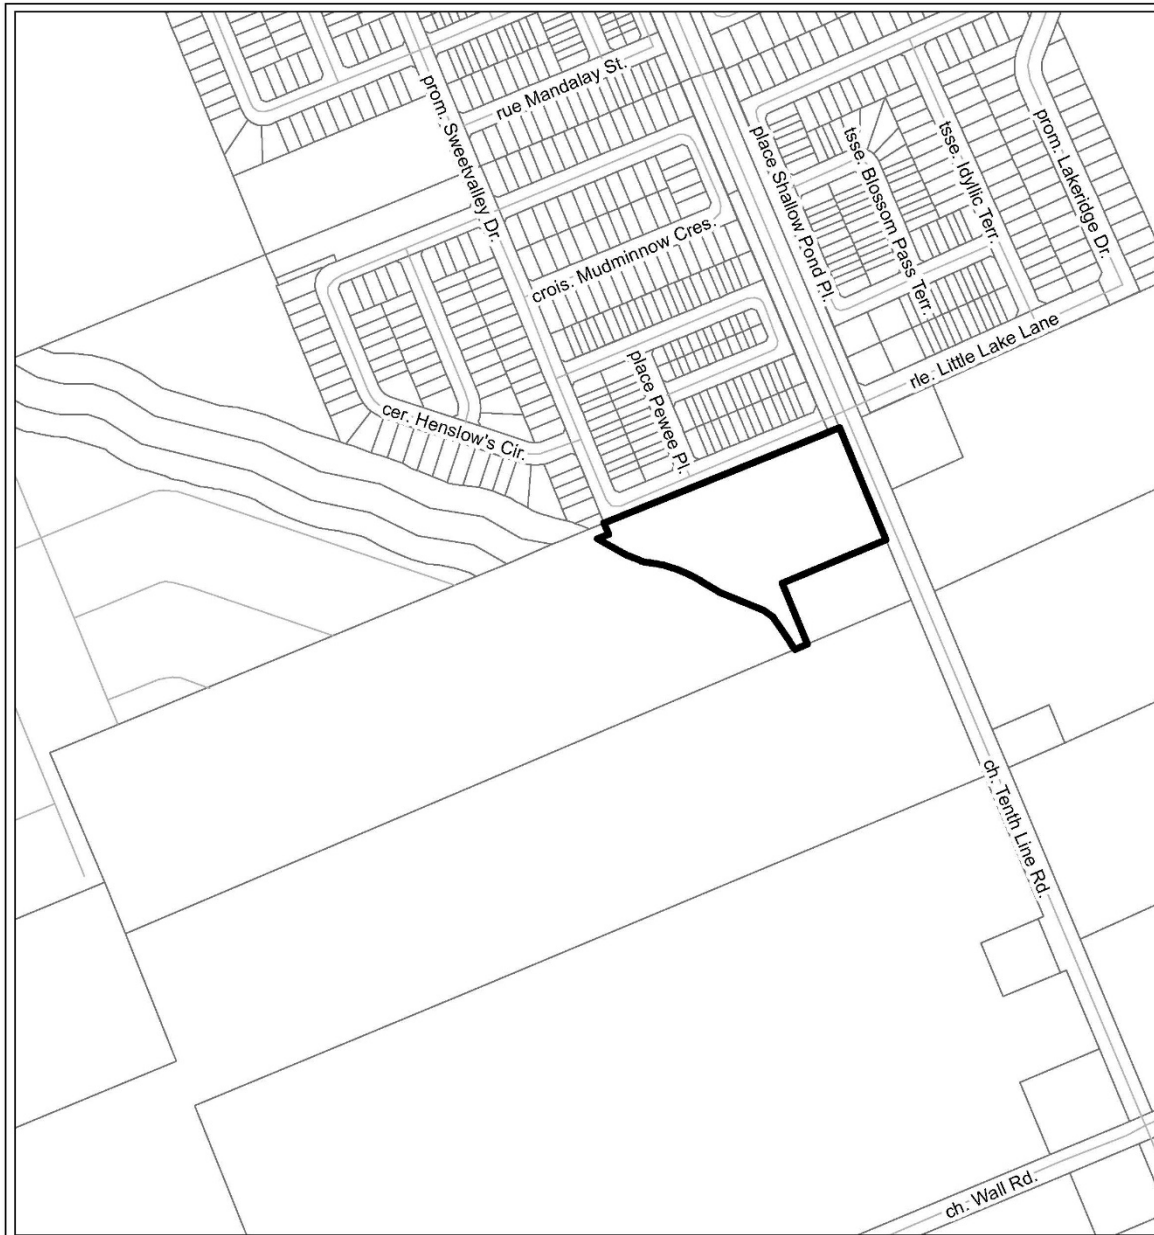 rue Mandalay St.
prom. Sweetvalley Dr.
place Shallow Pond Pl.
tsse. Blossom Pass Terr.
tsse. Idyllic Terr.
prom. Lakeridge Dr.
crois. Mudminnow Cres.
rle. Little Lake Lane
place Pewee Pl.
cer. Henslow's Cir.
ch. Tenth Line Rd.
ch. Wall Rd.